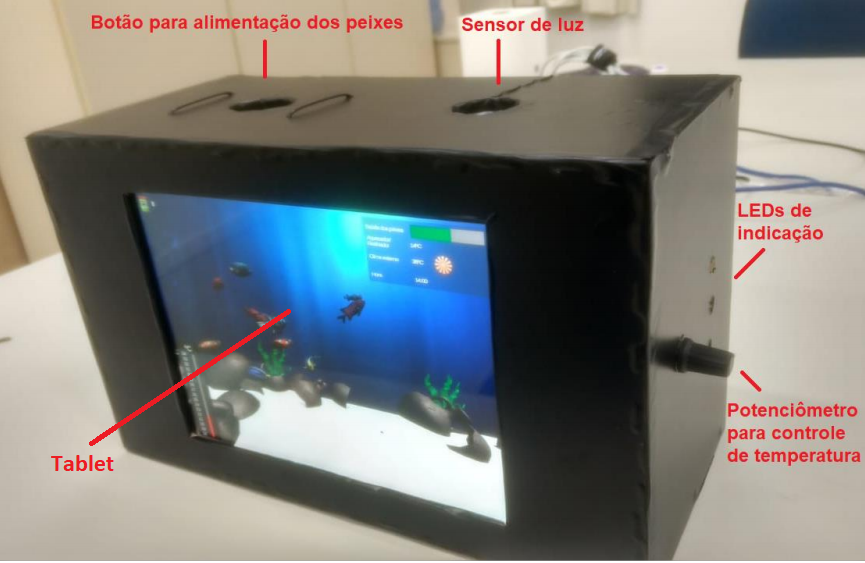 Botão para alimentação dos peixes
Sensor de luz
LEDs de
indicação
Potenciômetro
para controle
de temperatura
Tablet